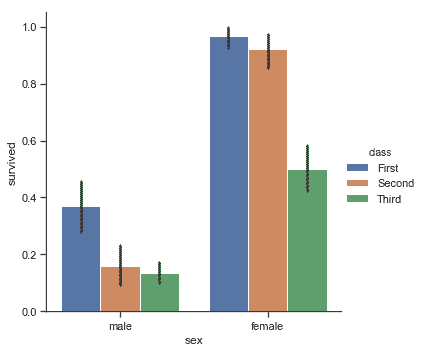 1.0
0.8
0.6
0.4
0.2
0.0
survived
male
female
sex
class
First
Second
Third